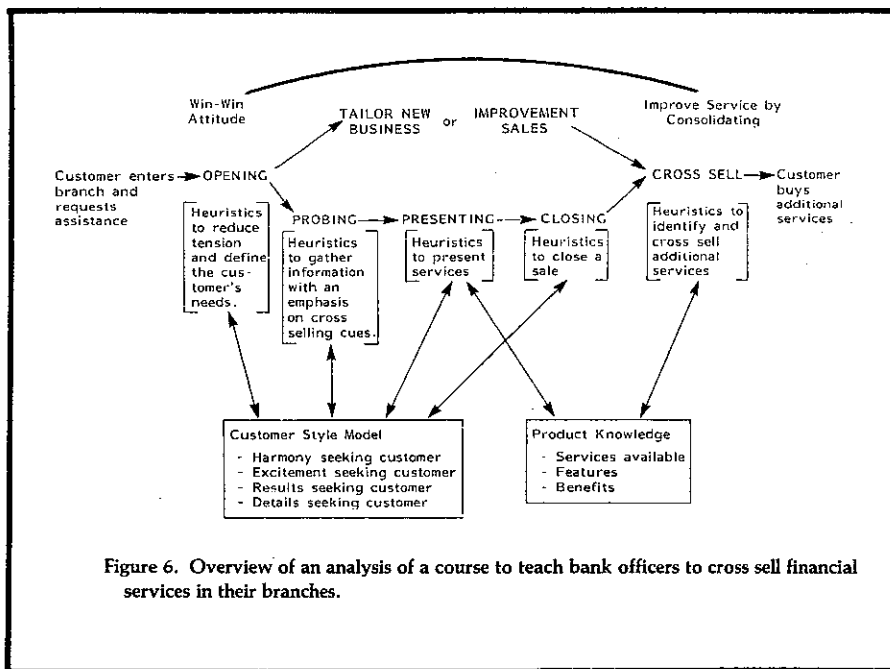 Win-Win
Attitude
TAILOR NEW
BUSINESS
or
IMPROVEMENT
SALES
Improve Service by
Consolidating
Customer enters
branch and
requests
assistance
OPENING
CROSS SELL
Customer
buys
additional
services
PROBING
PRESENTING
CLOSING
Heuristics
to reduce
tension
and define
the cus-
tomer's
needs.
Heuristics
to gather
information
with an
emphasis
on cross
selling cues.
Heuristics
to present
services
Heuristics
to close a
sale
Heuristics to
identify and
cross sell
additional
services
Customer Style Model
- Harmony seeking customer
- Excitement seeking customer
- Results seeking customer
- Details seeking customer
Product Knowledge
- Services available
- Features
- Benefits
Figure 6. Overview of an analysis of a course to teach bank officers to cross sell financial
services in their branches.